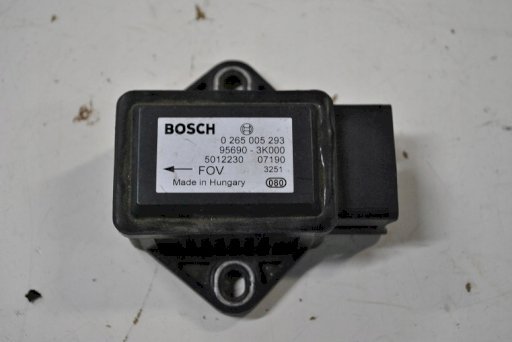 BOSCH
0 265 005 293
95690 - 3K000
5012230 07190
FOV 3251
Made in Hungary 080